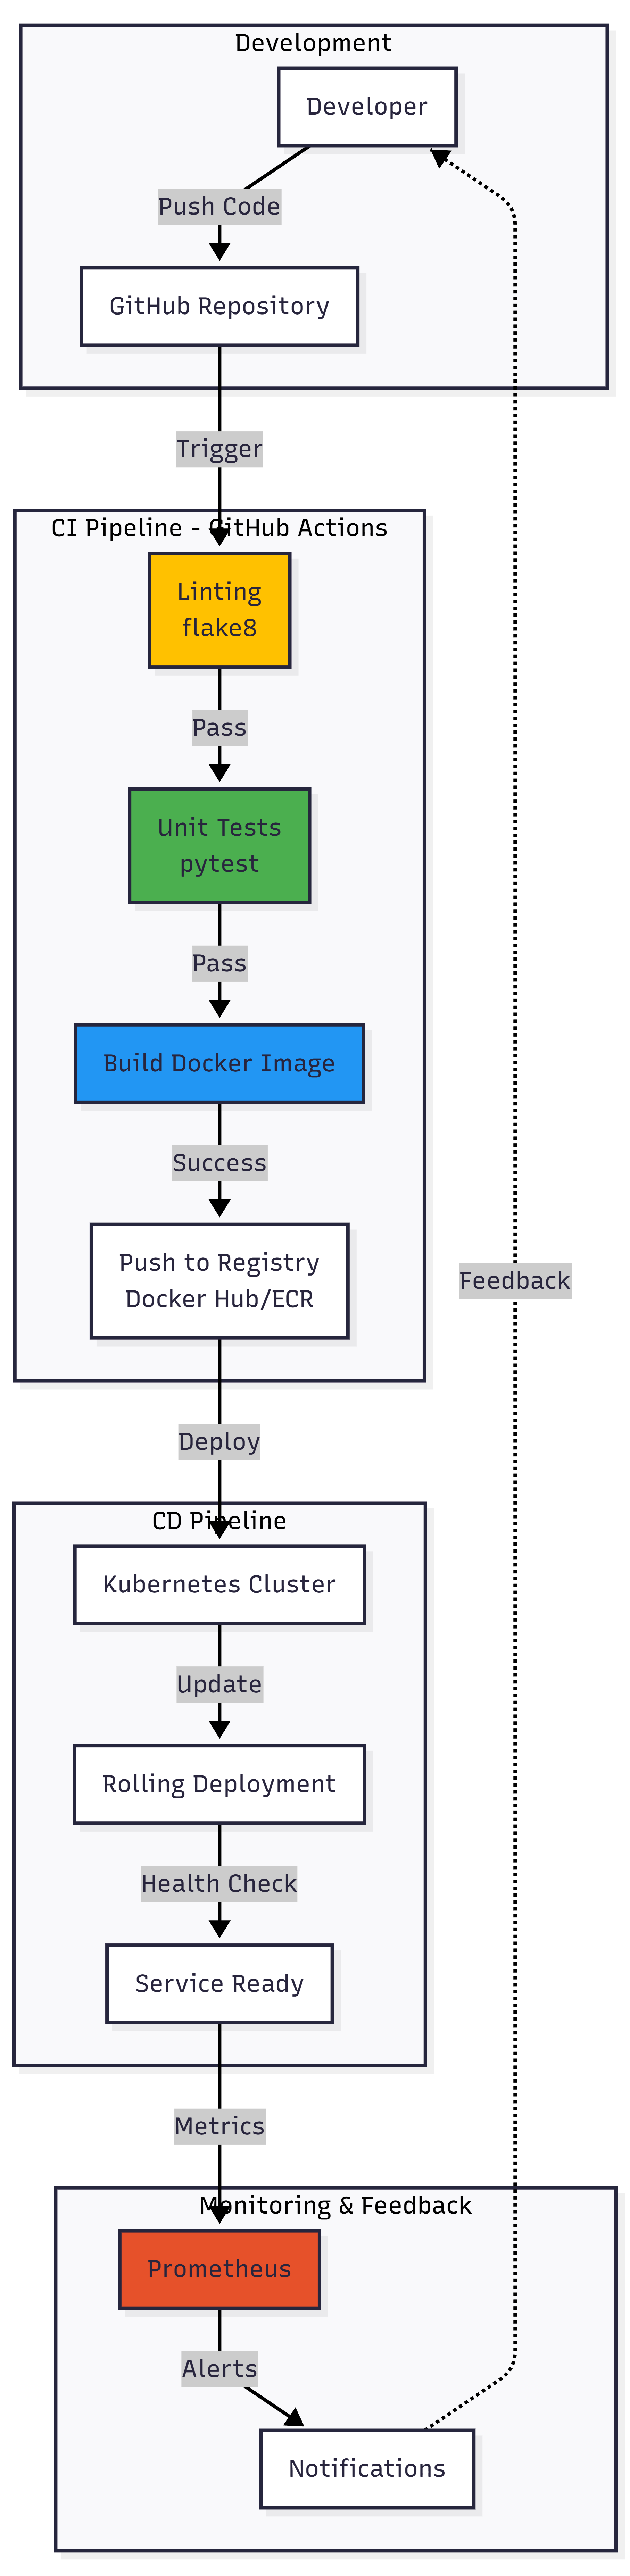 Development
Developer
Push Code
GitHub Repository
Trigger
CI Pipeline - GitHub Actions
Linting
flake8
Pass
Unit Tests
pytest
Pass
Build Docker Image
Success
Push to Registry
Docker Hub/ECR
Feedback
Deploy
CD Pipeline
Kubernetes Cluster
Update
Rolling Deployment
Health Check
Service Ready
Metrics
Monitoring & Feedback
Prometheus
Alerts
Notifications